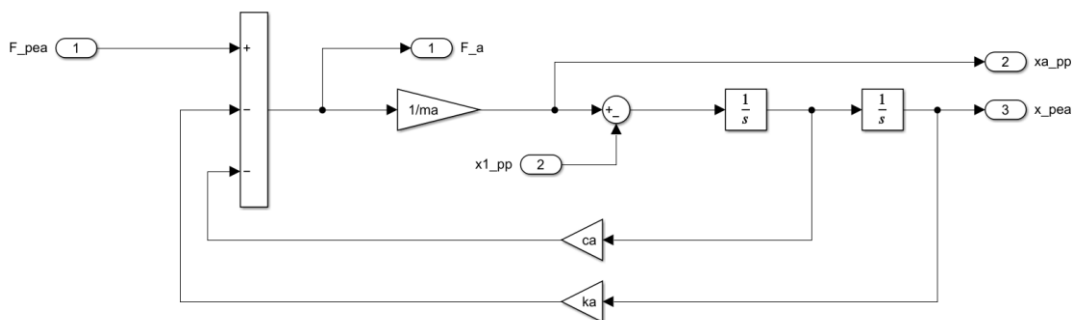 F_pea
1
+
−
−
1
F_a
1/ma
+
−
x1_pp
2
1
s
1
s
2
xa_pp
3
x_pea
ca
ka